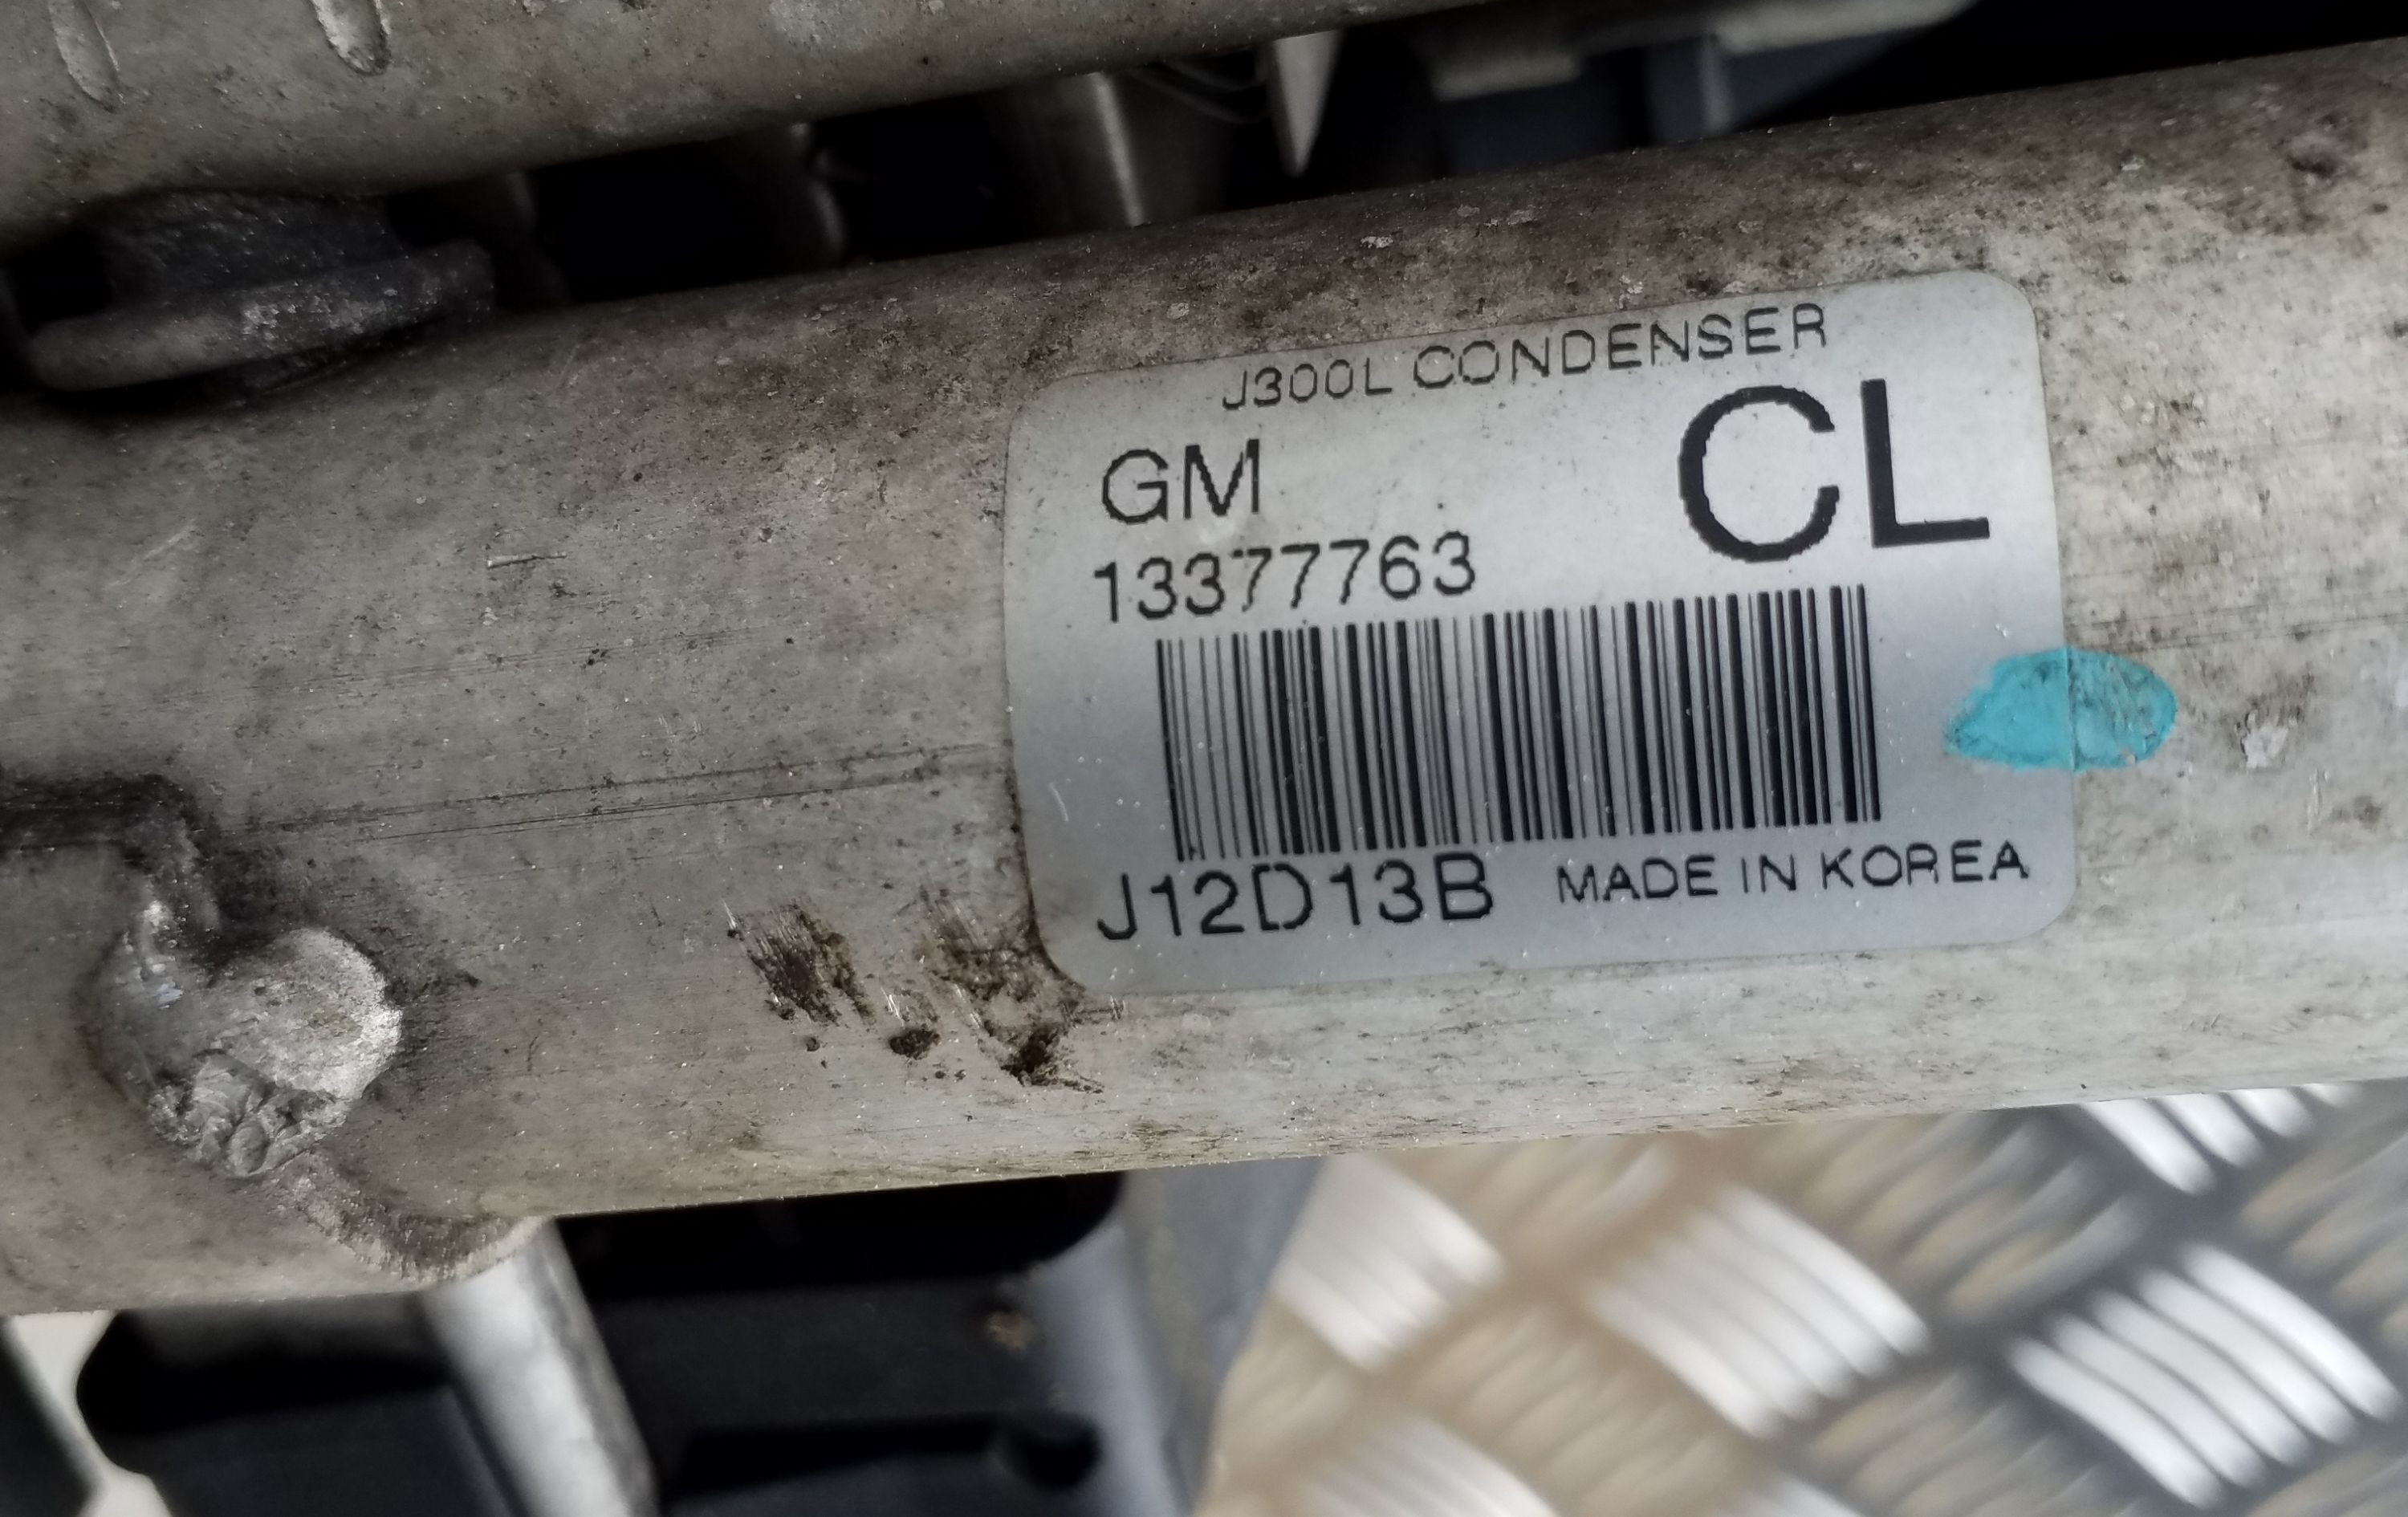 J300L CONDENSER
GM
CL
13377763
J12D13B MADE IN KOREA